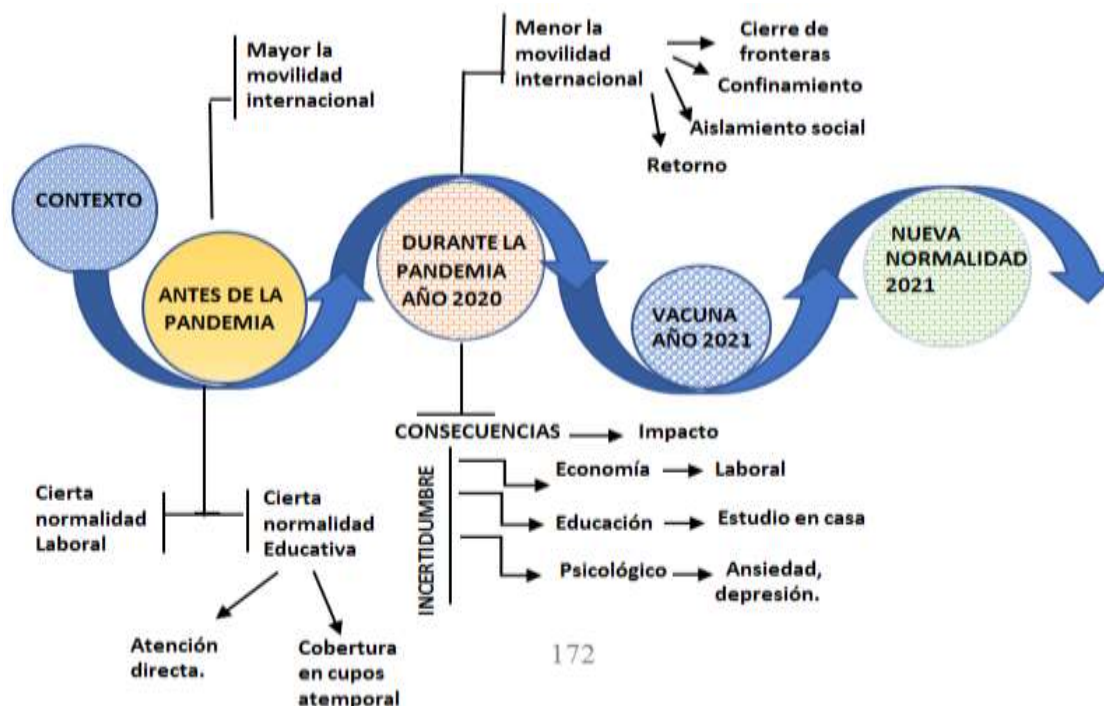 Mayor la
movilidad
internacional
Menor la
movilidad
internacional
Cierre de
fronteras
Confinamiento
Aislamiento social
Retorno
CONTEXTO
ANTES DE LA
PANDEMIA
DURANTE LA
PANDEMIA
AÑO 2020
VACUNA
AÑO 2021
NUEVA
NORMALIDAD
2021
CONSECUENCIAS
Impacto
INCERTIDUMBRE
Economía
Laboral
Educación
Estudio en casa
Psicológico
Ansiedad,
depresión.
Cierta
normalidad
Laboral
Cierta
normalidad
Educativa
Atención
directa.
Cobertura
en cupos
atemporal
172